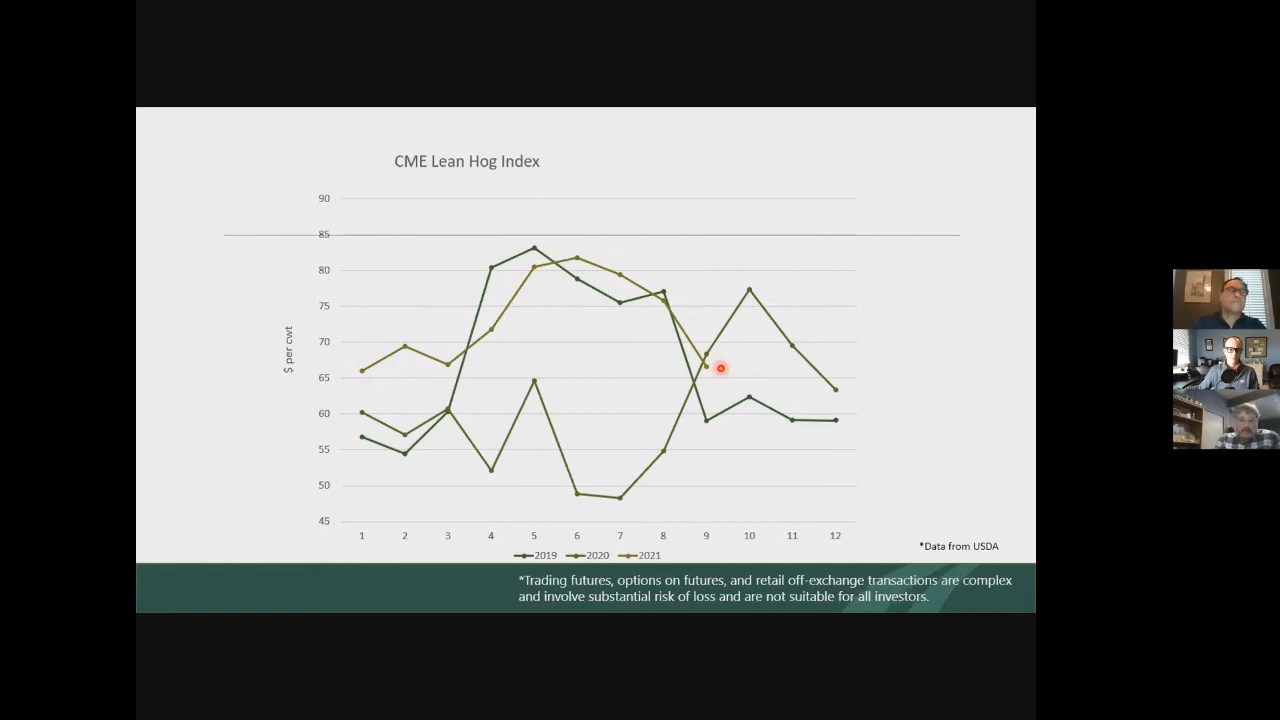 CME Lean Hog Index
90
85
80
75
70
65
60
55
50
45
$ per cwt
1 2 3 4 5 6 7 8 9 10 11 12
2019 2020 2021
*Data from USDA
*Trading futures, options on futures, and retail off-exchange transactions are complex
and involve substantial risk of loss and are not suitable for all investors.